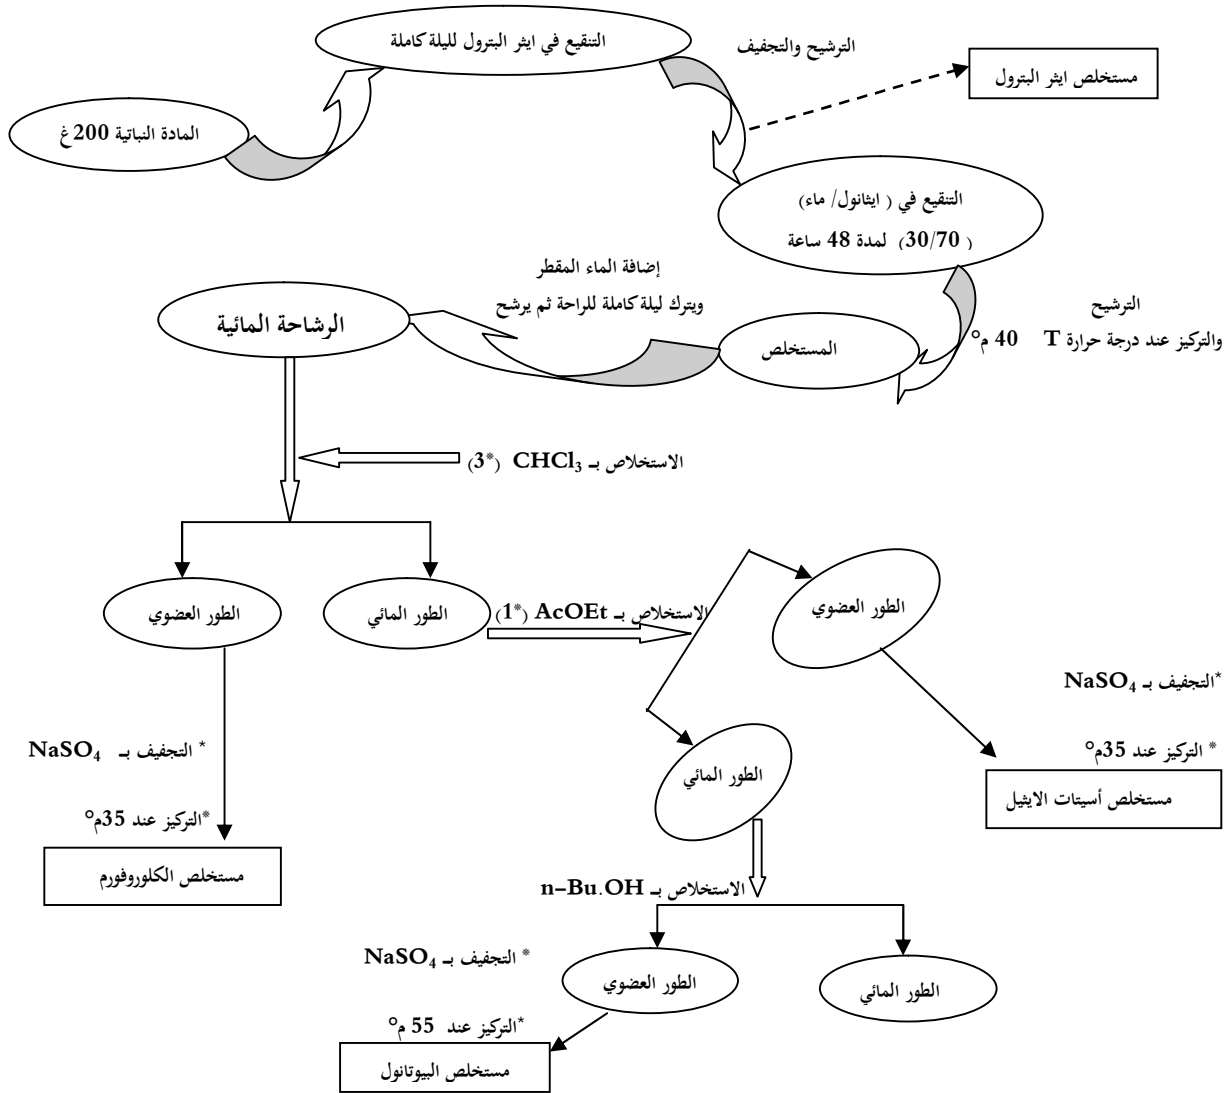 التنقيع في ايثر البترول لليلة كاملة
الترشيح والتجفيف
مستخلص ايثر البترول
المادة النباتية 200 غ
التنقيع في ( ايثانول/ ماء)
( 30/70) لمدة 48 ساعة
إضافة الماء المقطر
ويترك ليلة كاملة للراحة ثم يرشح
الرشاحة المائية
المستخلص
الترشيح
والتركيز عند درجة حرارة T 40 م°
الاستخلاص بـ CHCl₃ (3*)
الطور العضوي
الطور المائي
الاستخلاص بـ AcOEt (1*)
الطور العضوي
*التجفيف بـ NaSO₄
* التركيز عند 35م°
مستخلص أسيتات الايثيل
الطور المائي
* التجفيف بـ NaSO₄
*التركيز عند 35م°
مستخلص الكلوروفورم
الاستخلاص بـ n-Bu.OH
* التجفيف بـ NaSO₄
الطور العضوي
الطور المائي
*التركيز عند 55 م°
مستخلص البيوتانول